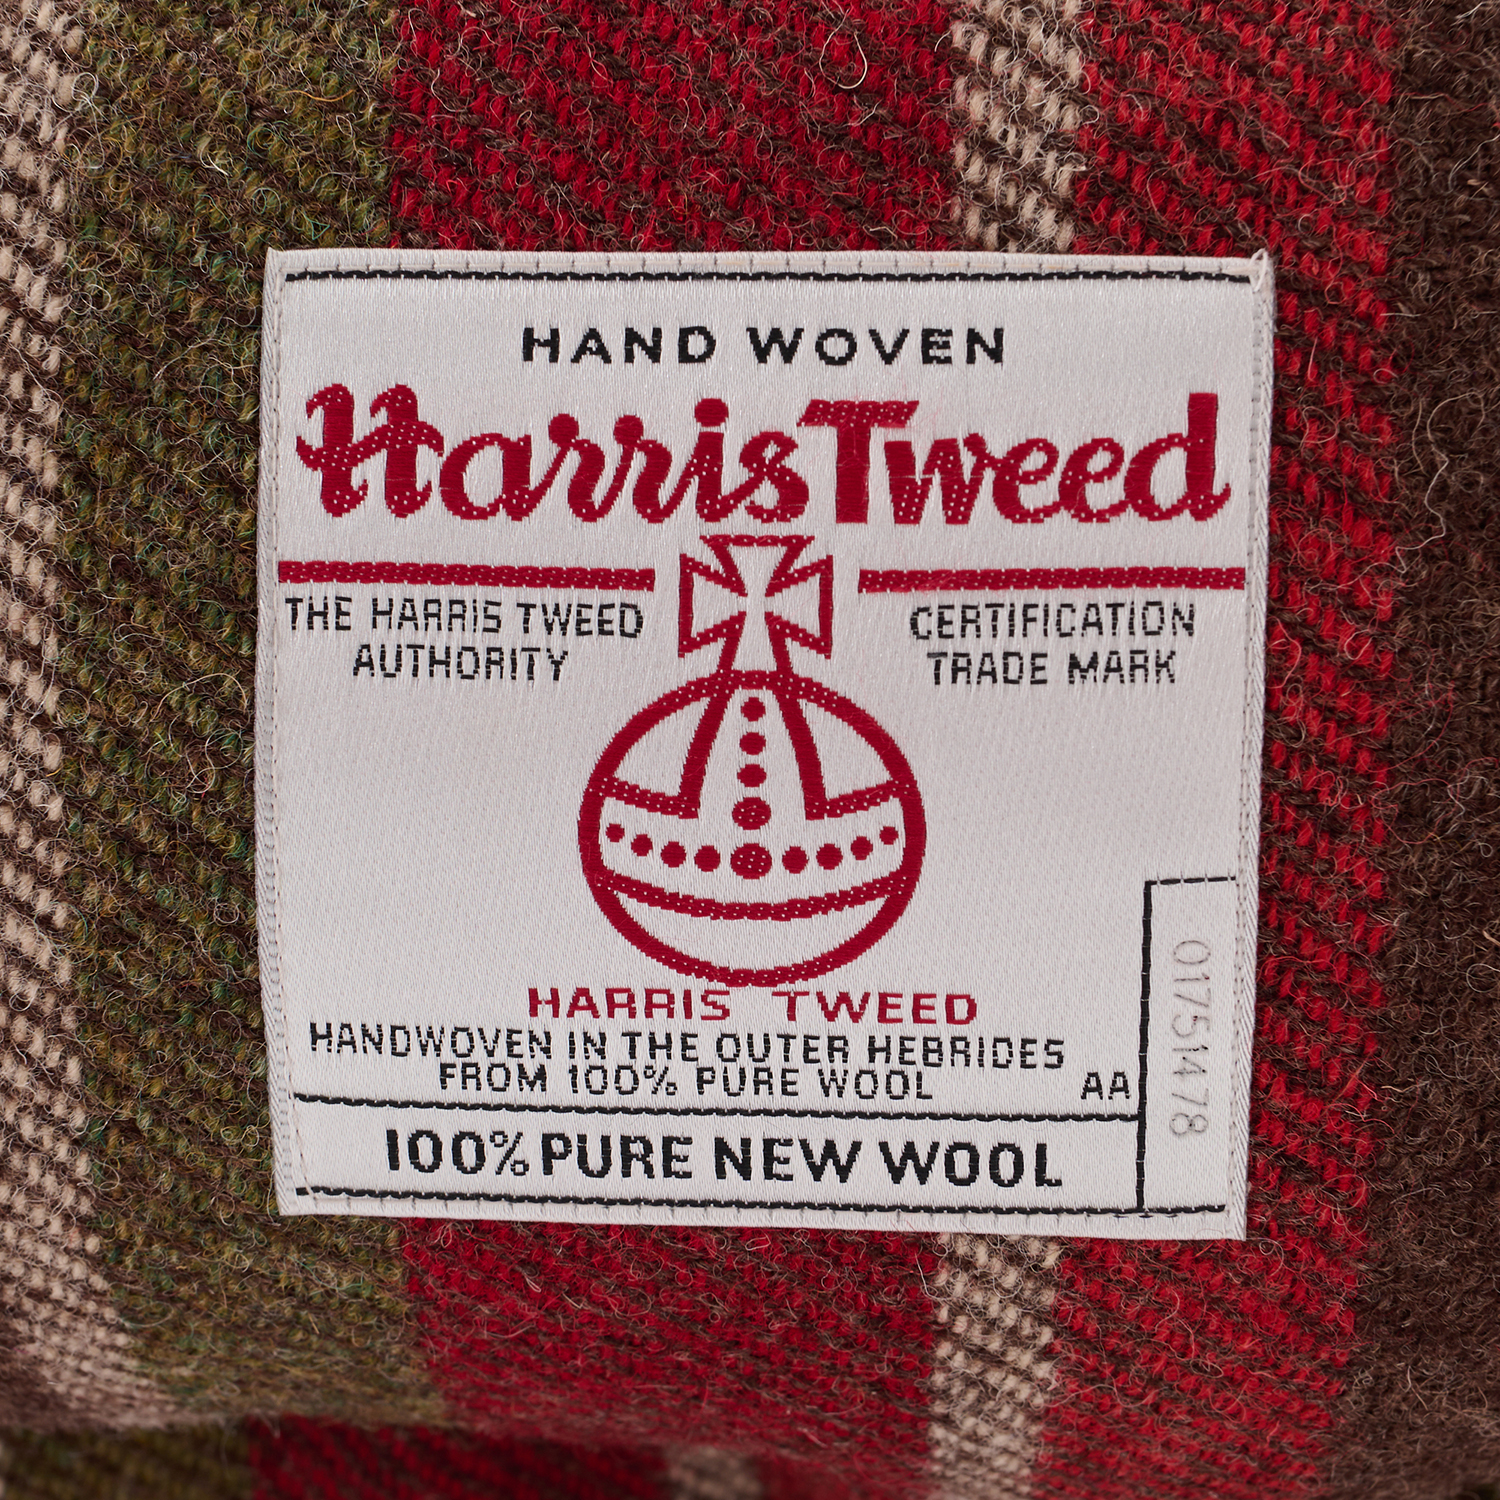 HAND WOVEN
Harris Tweed
THE HARRIS TWEED
AUTHORITY
CERTIFICATION
TRADE MARK
HARRIS TWEED
HANDWOVEN IN THE OUTER HEBRIDES
FROM 100% PURE WOOL
AA
100% PURE NEW WOOL
01751478